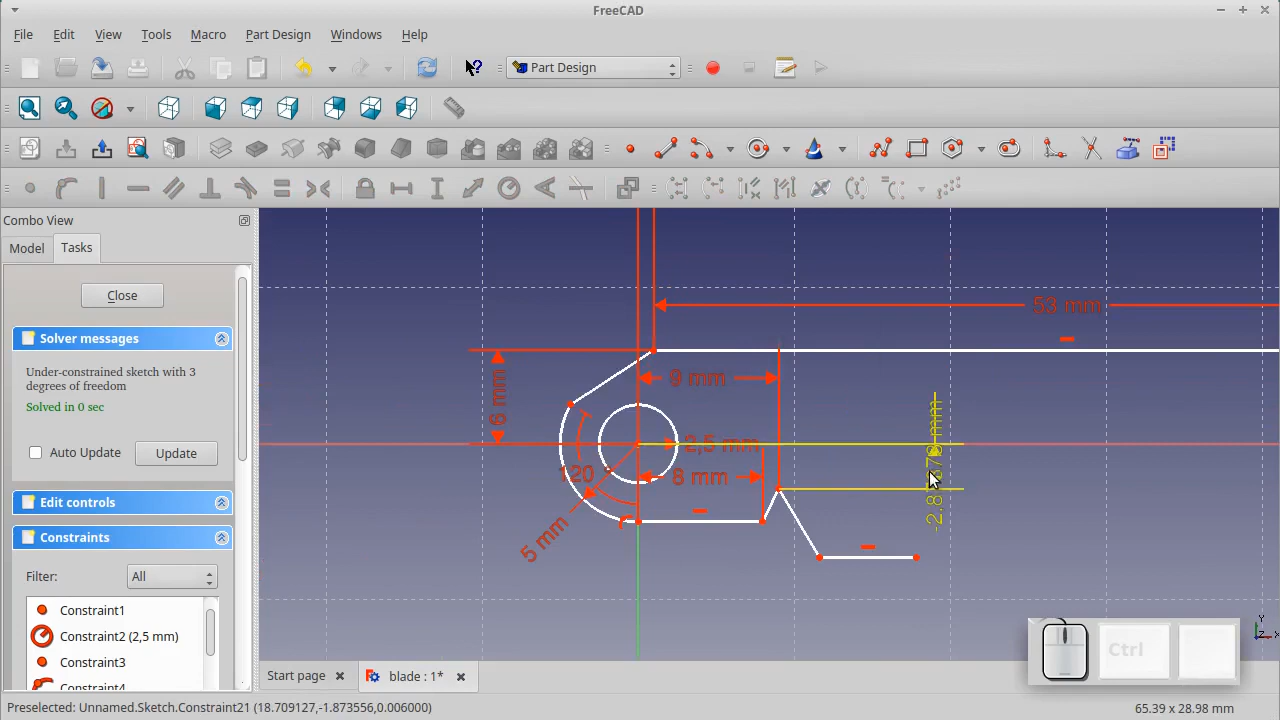 FreeCAD
File Edit View Tools Macro Part Design Windows Help
Part Design
Combo View
Model Tasks
Close
Solver messages
Under-constrained sketch with 3
degrees of freedom
Solved in 0 sec
Auto Update Update
Edit controls
Constraints
Filter: All
Constraint1
Constraint2 (2,5 mm)
Constraint3
Constraint4
53 mm
6 mm
9 mm
2,5 mm
120 °
8 mm
5 mm
Ctrl
Start page
blade : 1*
Preselected: Unnamed.Sketch.Constraint21 (18.709127,-1.873556,0.006000)
65.39 x 28.98 mm